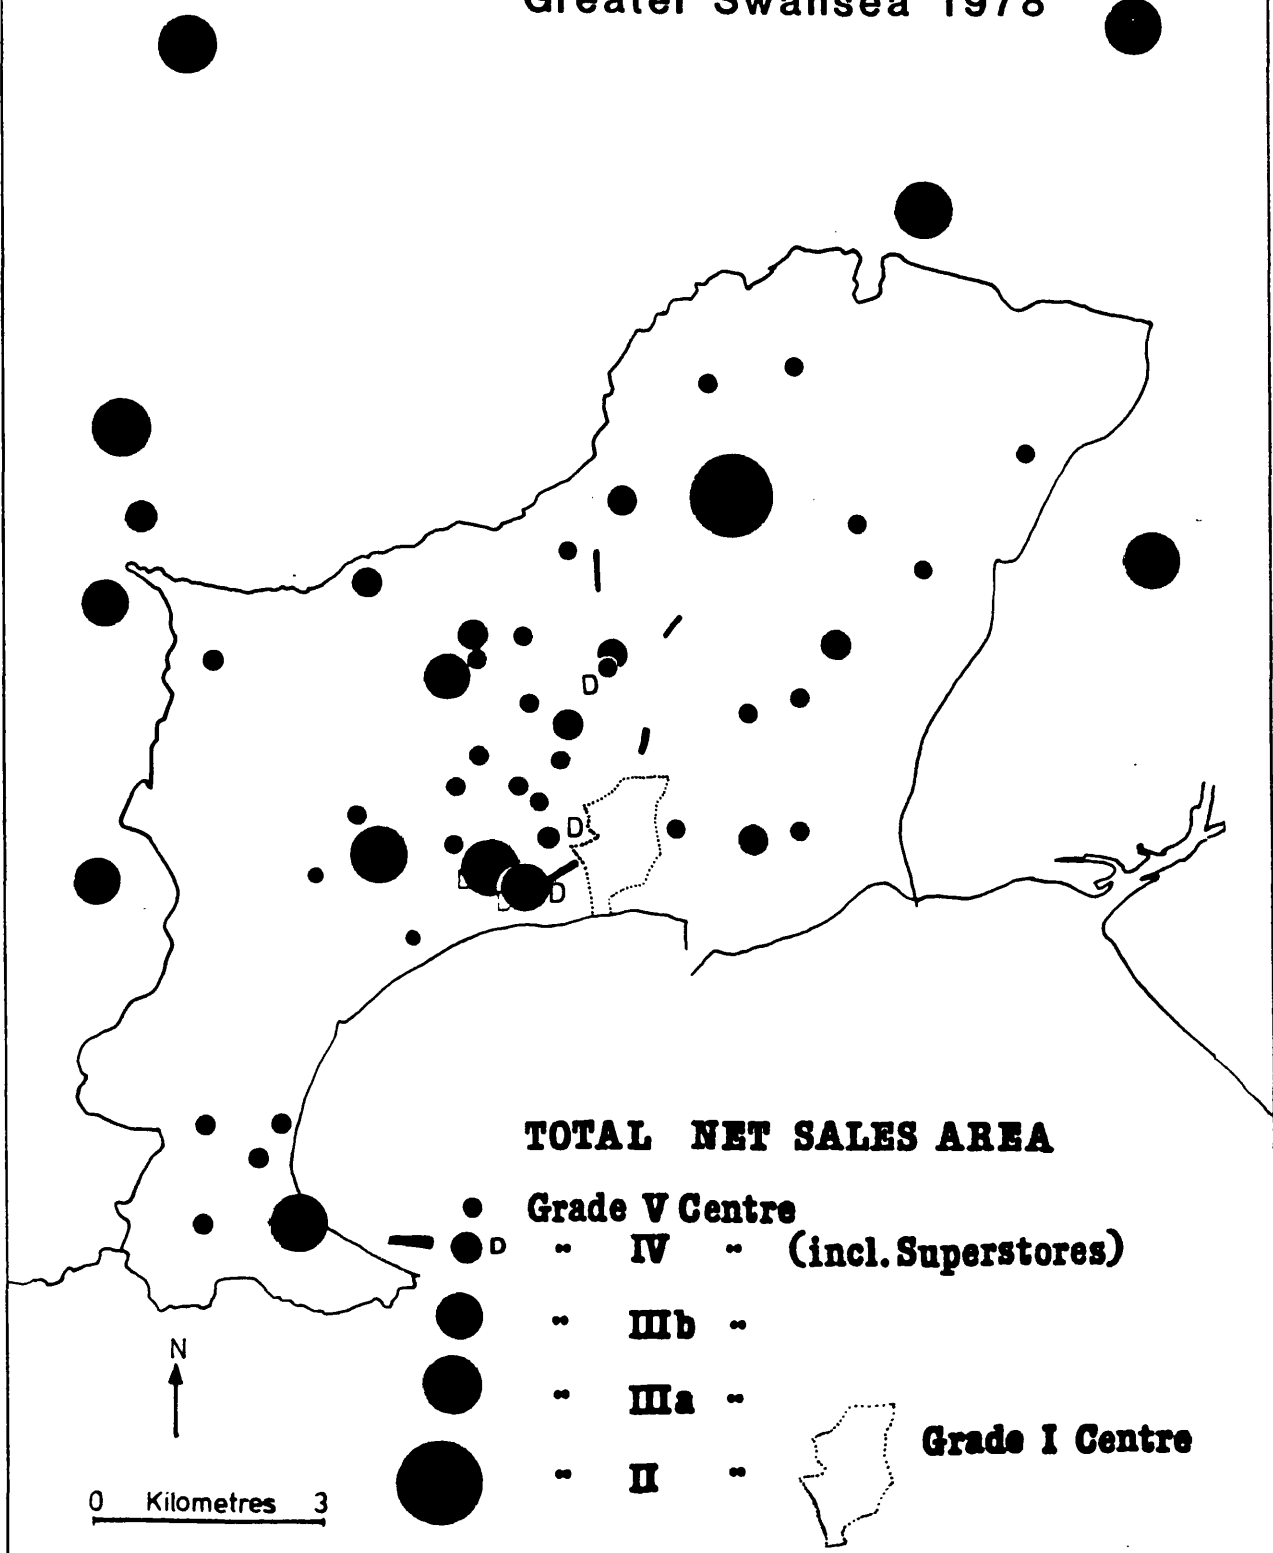 Greater Swansea 1978
D
D
D
D
D
TOTAL NET SALES AREA
Grade V Centre
D " IV " (incl. Superstores)
" IIIb "
" IIIa "
" II "
Grade I Centre
N
0 Kilometres 3